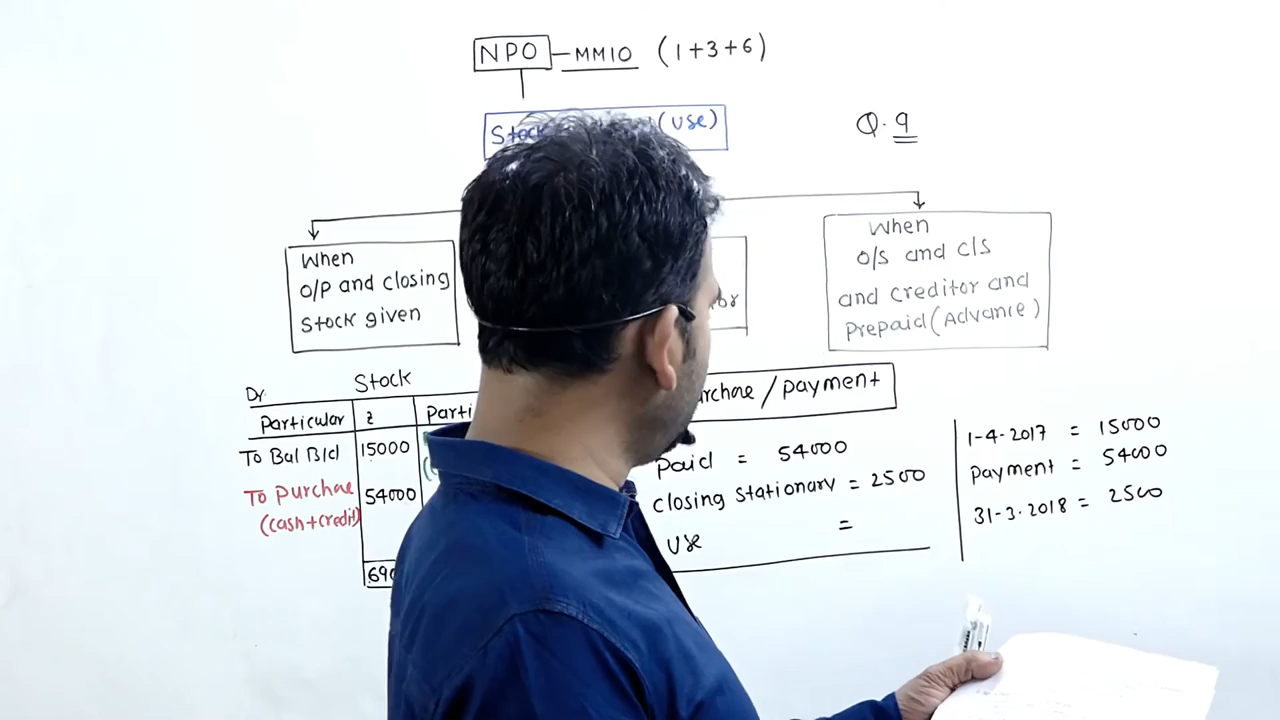 NPO — MM10 (1+3+6)
(use)
Q. 9
When
O/P and closing
Stock given
When
O/S and C/S
and creditor and
Prepaid (Advance)
Dr. Stock
Particular ₹
To Bal B/d 15000
To Purchae 54000
(cash+credit)
/ payment
Paid = 54000
closing Stationary = 2500
use =
1-4-2017 = 15000
Payment = 54000
31-3-2018 = 2500